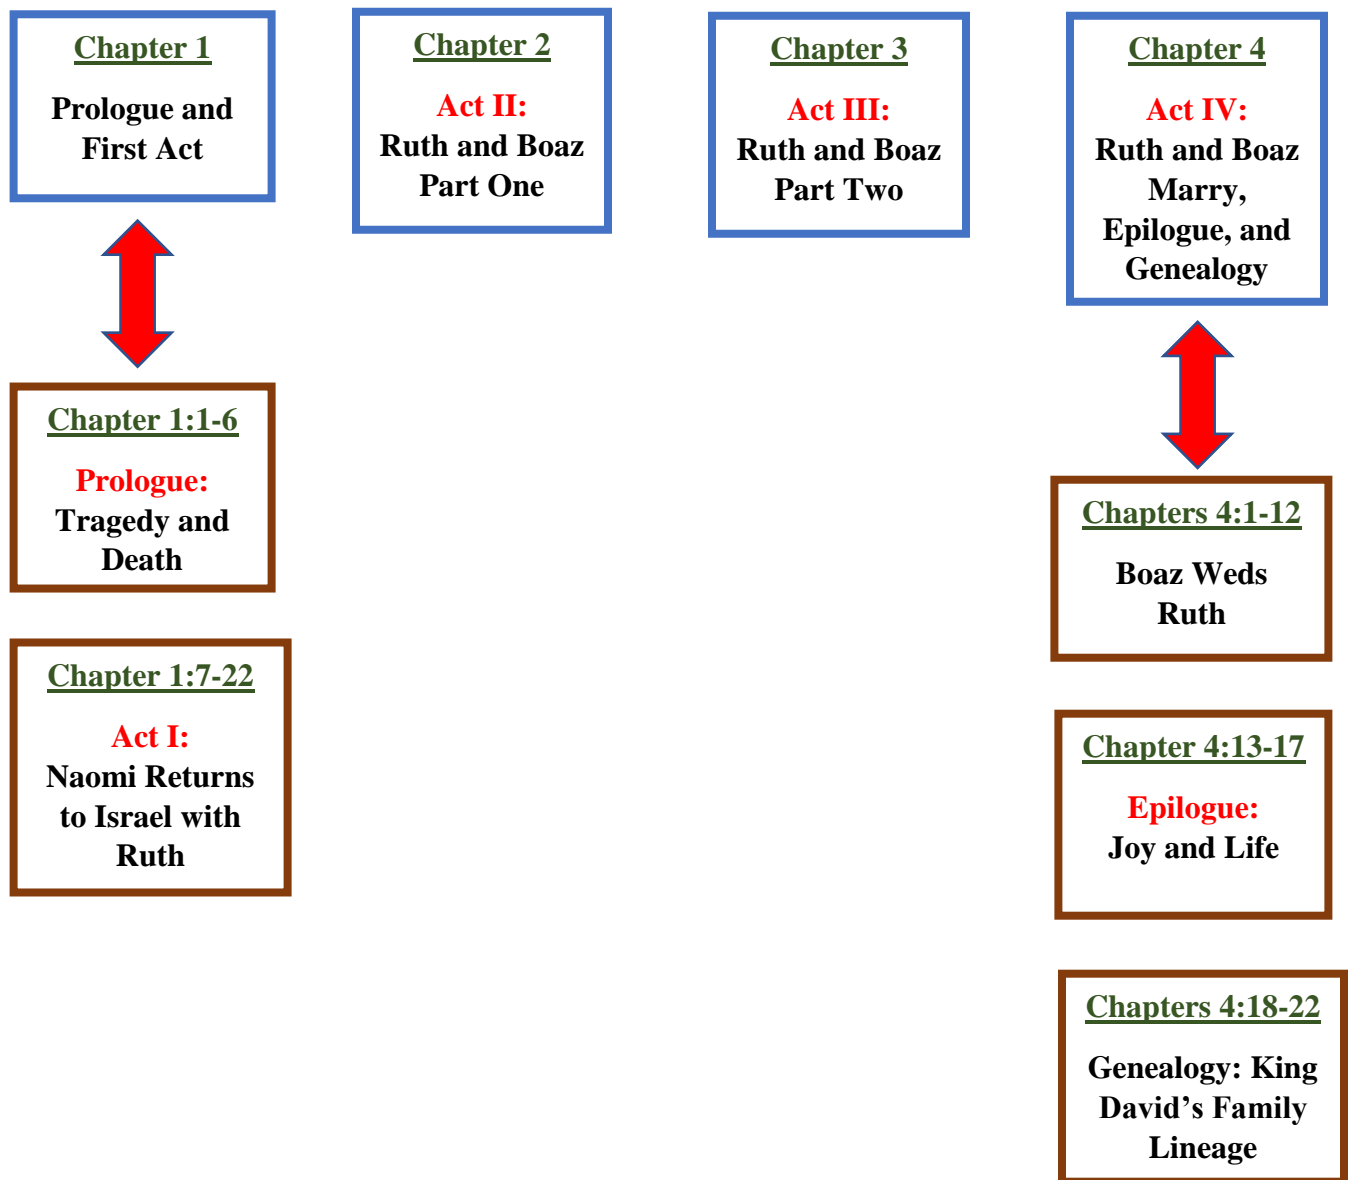 Chapter 1
Prologue and
First Act
Chapter 2
Act II:
Ruth and Boaz
Part One
Chapter 3
Act III:
Ruth and Boaz
Part Two
Chapter 4
Act IV:
Ruth and Boaz
Marry,
Epilogue, and
Genealogy
Chapter 1:1-6
Prologue:
Tragedy and
Death
Chapter 1:7-22
Act I:
Naomi Returns
to Israel with
Ruth
Chapters 4:1-12
Boaz Weds
Ruth
Chapter 4:13-17
Epilogue:
Joy and Life
Chapters 4:18-22
Genealogy: King
David’s Family
Lineage